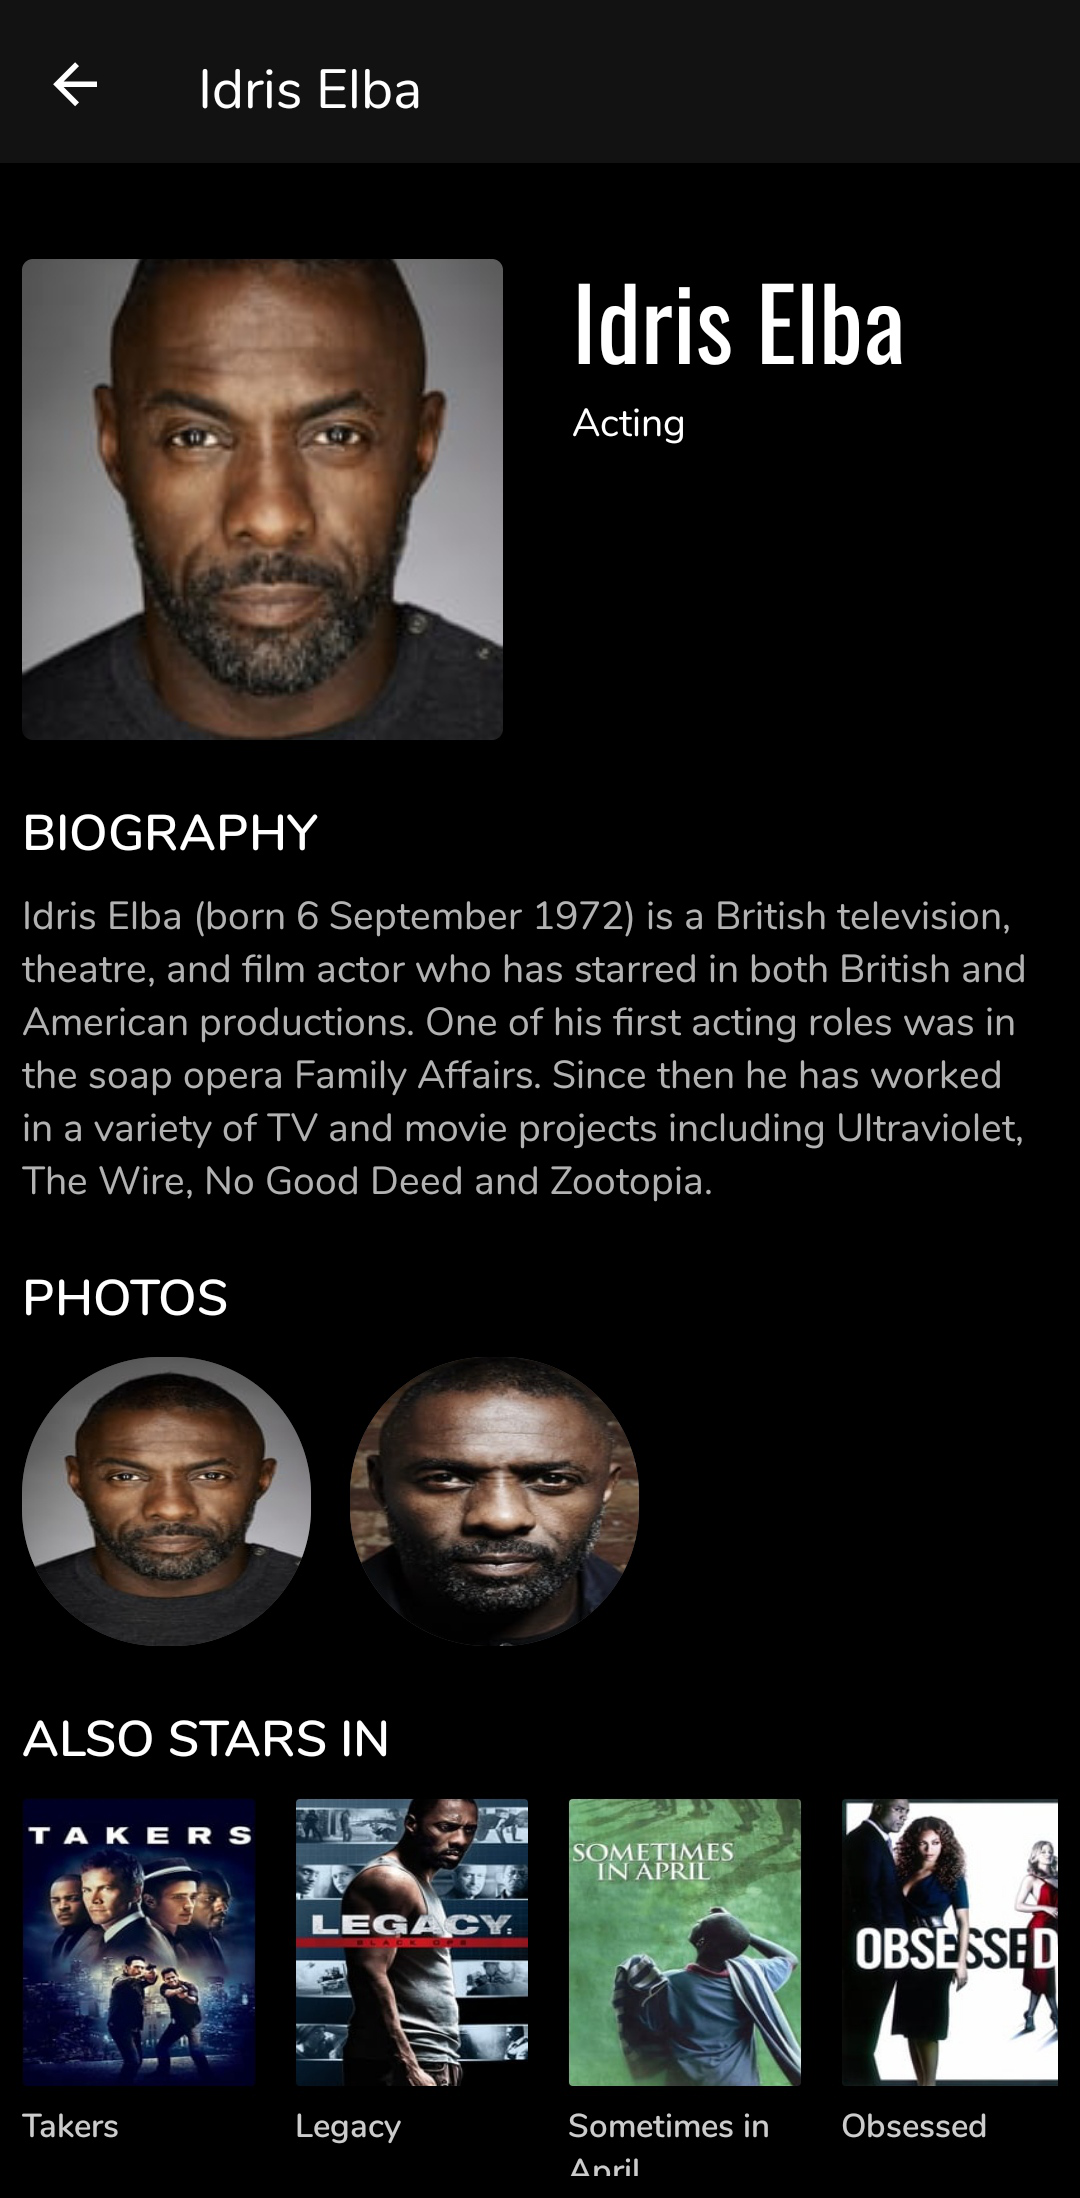 Idris Elba
Idris Elba
Acting
BIOGRAPHY
Idris Elba (born 6 September 1972) is a British television,
theatre, and film actor who has starred in both British and
American productions. One of his first acting roles was in
the soap opera Family Affairs. Since then he has worked
in a variety of TV and movie projects including Ultraviolet,
The Wire, No Good Deed and Zootopia.
PHOTOS
ALSO STARS IN
TAKERS
LEGACY:
BLACK OPS
SOMETIMES
IN APRIL
OBSESSED
Takers
Legacy
Sometimes in
April
Obsessed